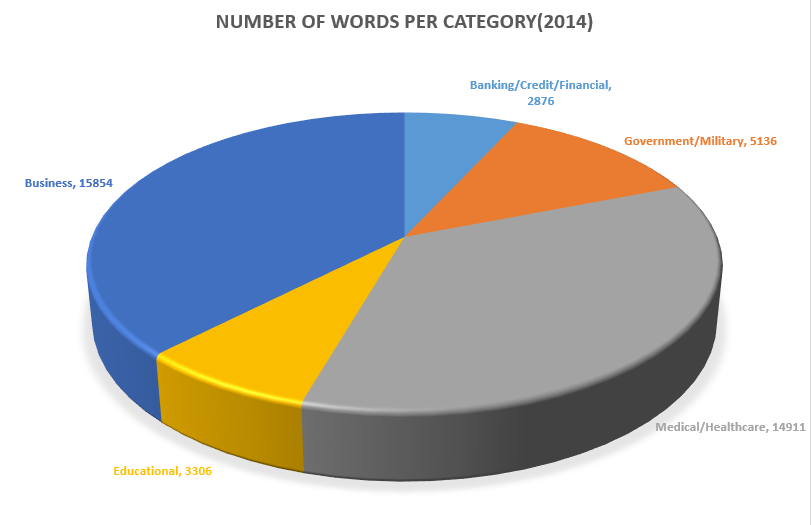 NUMBER OF WORDS PER CATEGORY(2014)
Banking/Credit/Financial,
2876
Government/Military, 5136
Business, 15854
Medical/Healthcare, 14911
Educational, 3306